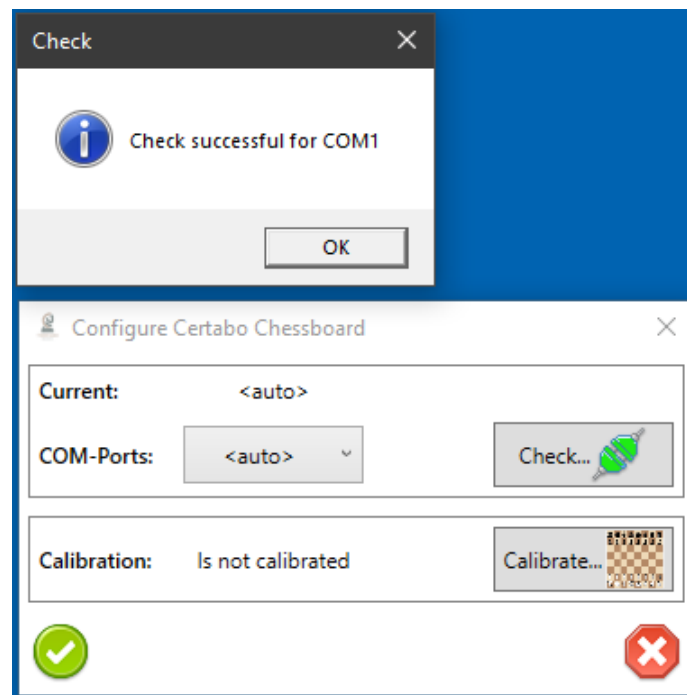 Check
Check successful for COM1
OK
Configure Certabo Chessboard
Current: <auto>
COM-Ports: <auto>
Check...
Calibration: Is not calibrated
Calibrate...